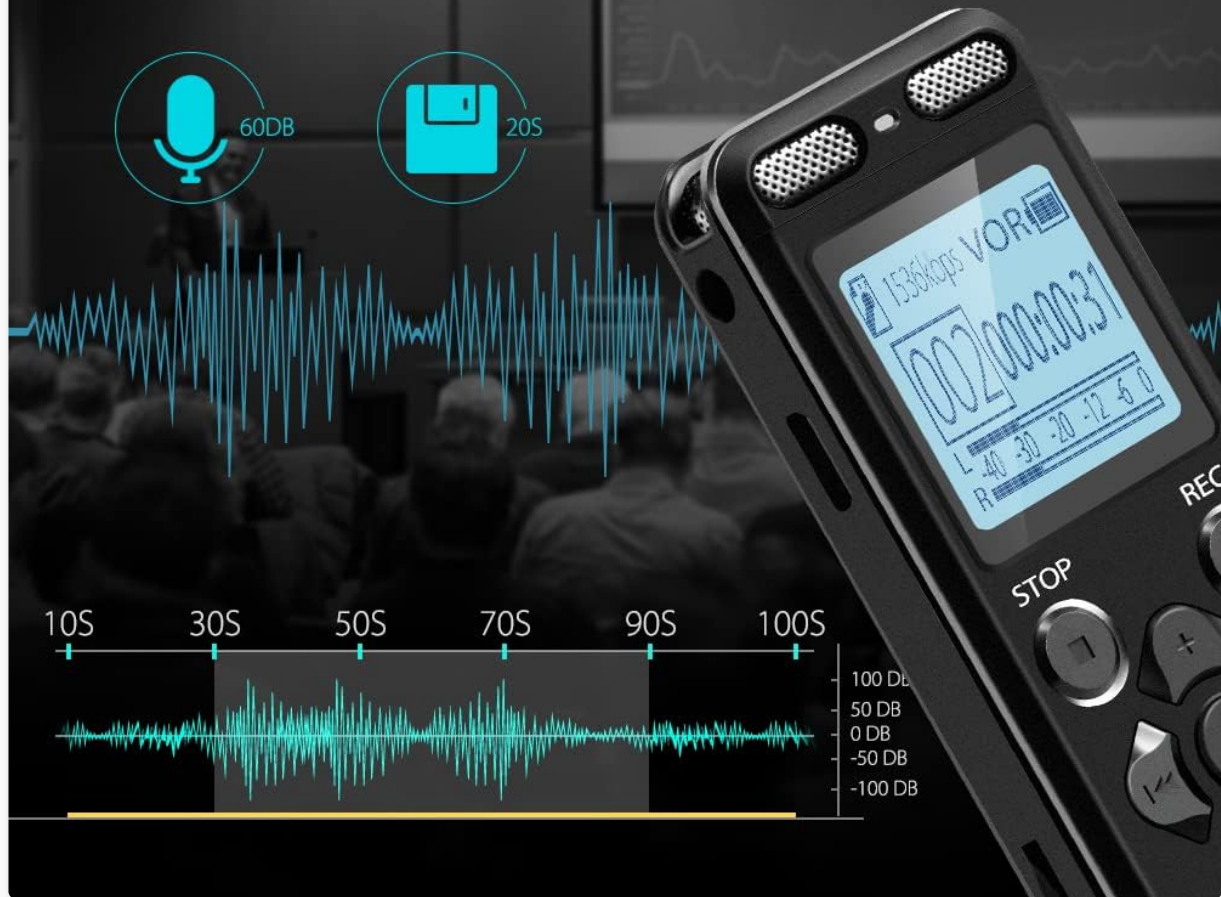 60DB
20S
1536kbps VOR
002 000:00:31
L
-40 -30 -20 -12 -6 0
R
REC
STOP
10S 30S 50S 70S 90S 100S
100 DB
50 DB
0 DB
-50 DB
-100 DB